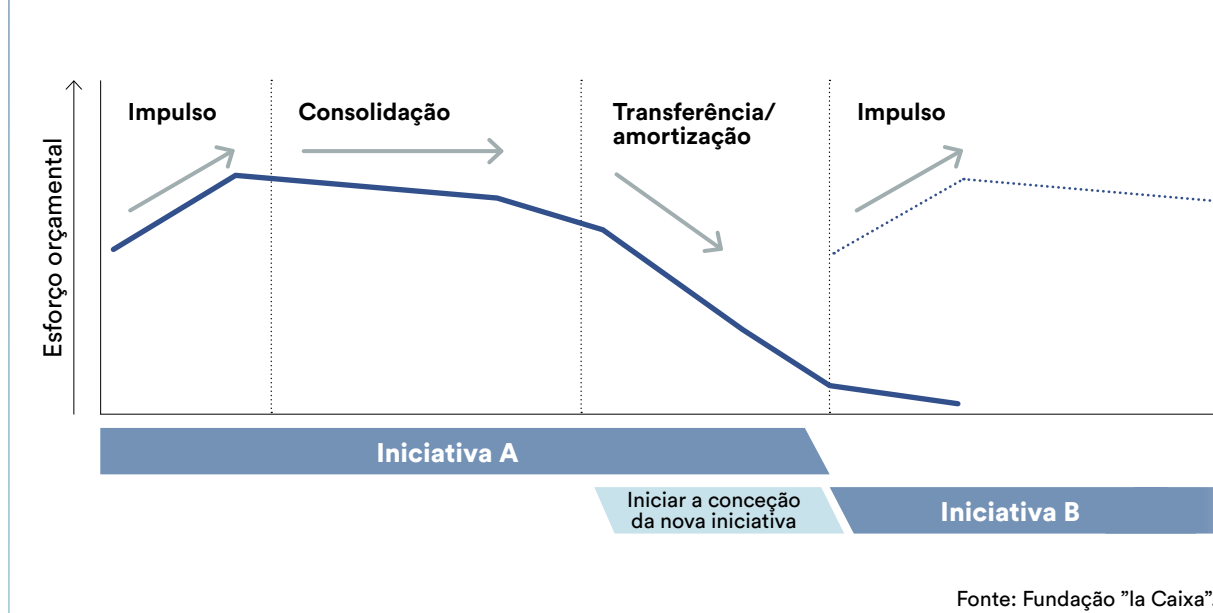 Impulso
Consolidação
Transferência/
amortização
Impulso
Esforço orçamental
Iniciativa A
Iniciar a conceção
da nova iniciativa
Iniciativa B
Fonte: Fundação ”la Caixa”.